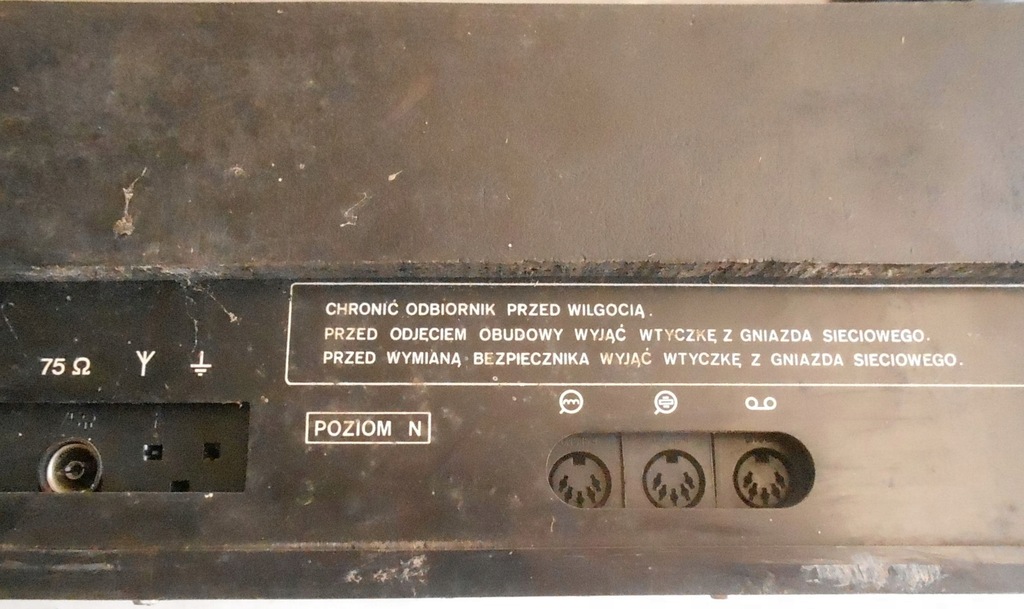 CHRONIĆ ODBIORNIK PRZED WILGOCIĄ.
PRZED ODJĘCIEM OBUDOWY WYJĄĆ WTYCZKĘ Z GNIAZDA SIECIOWEGO.
PRZED WYMIANĄ BEZPIECZNIKA WYJĄĆ WTYCZKĘ Z GNIAZDA SIECIOWEGO.
75 Ω
POZIOM N